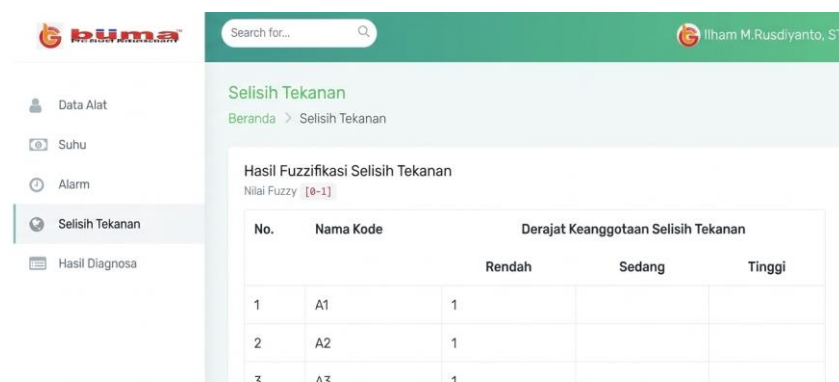 büma
Search for...
Ilham M.Rusdiyanto, ST
Data Alat
Suhu
Alarm
Selisih Tekanan
Hasil Diagnosa
Selisih Tekanan
Beranda > Selisih Tekanan
Hasil Fuzzifikasi Selisih Tekanan
Nilai Fuzzy [0-1]
No. Nama Kode Derajat Keanggotaan Selisih Tekanan
Rendah Sedang Tinggi
1 A1 1
2 A2 1
3 A3 1